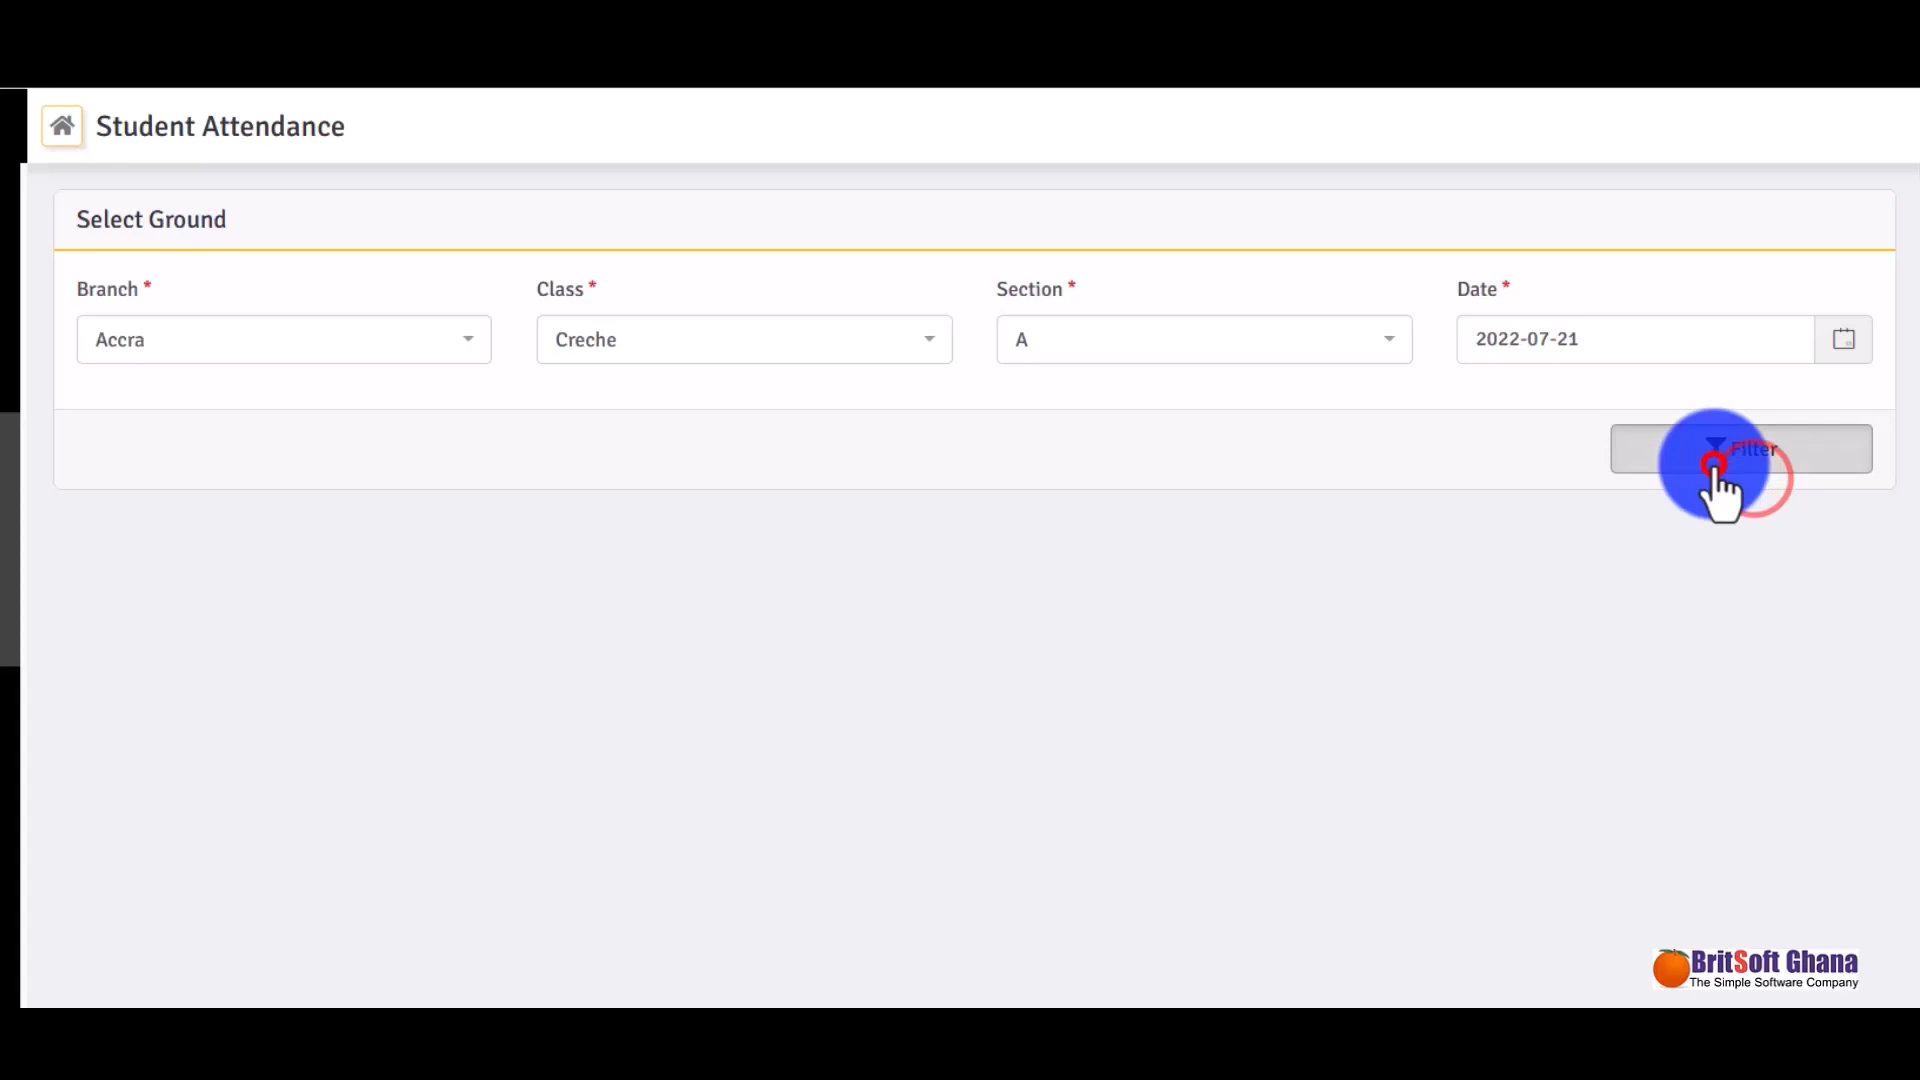 Student Attendance
Select Ground
Branch * Class * Section * Date *
Accra Creche A 2022-07-21
Filter
BritSoft Ghana
The Simple Software Company